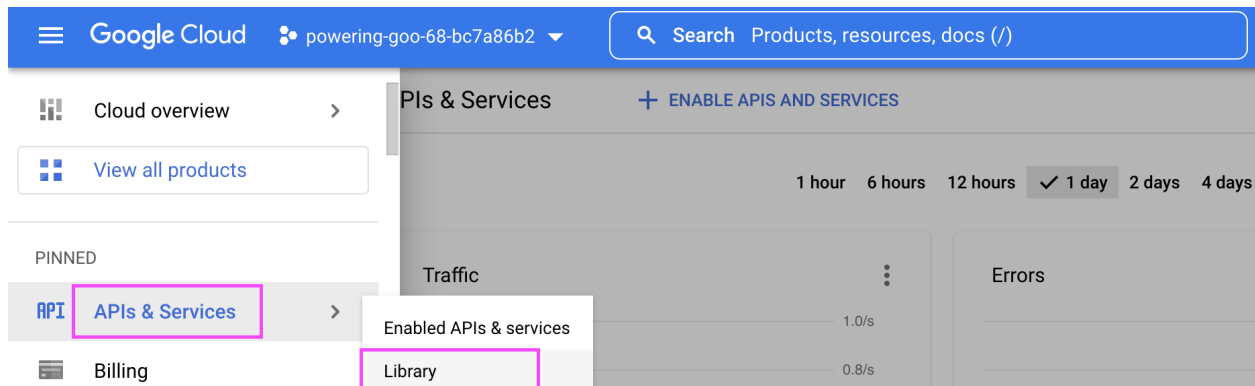 Google Cloud powering-goo-68-bc7a86b2 Search Products, resources, docs (/)
Cloud overview
PIs & Services ENABLE APIS AND SERVICES
View all products
1 hour 6 hours 12 hours 1 day 2 days 4 days
PINNED
Traffic Errors
API APIs & Services
Enabled APIs & services
1.0/s
Billing
Library
0.8/s